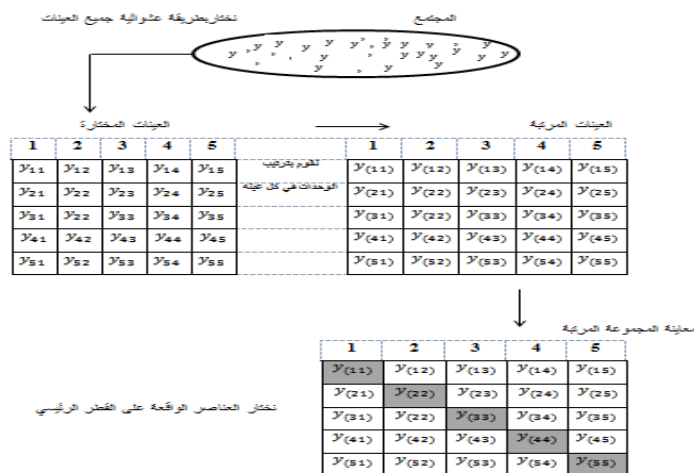 نختاربطريقة عشوائية جميع العينات
المجتمع
y y y y y y y y y y y y y y y y y y
العينات المختارة
العينات المرتبة
1 2 3 4 5
1 2 3 4 5
y11 y12 y13 y14 y15
نقوم بترتيب
y(11) y(12) y(13) y(14) y(15)
y21 y22 y23 y24 y25
الوحدات في كل عينه
y(21) y(22) y(23) y(24) y(25)
y31 y22 y33 y34 y35
y(31) y(22) y(33) y(34) y(35)
y41 y42 y43 y44 y45
y(41) y(42) y(43) y(44) y(45)
y51 y52 y53 y54 y55
y(51) y(52) y(53) y(54) y(55)
معاينة المجموعة المرتبة
1 2 3 4 5
y(11) y(12) y(13) y(14) y(15)
y(21) y(22) y(23) y(24) y(25)
نختار العناصر الواقعة على القطر الرئيسي
y(31) y(22) y(33) y(34) y(35)
y(41) y(42) y(43) y(44) y(45)
y(51) y(52) y(53) y(54) y(55)